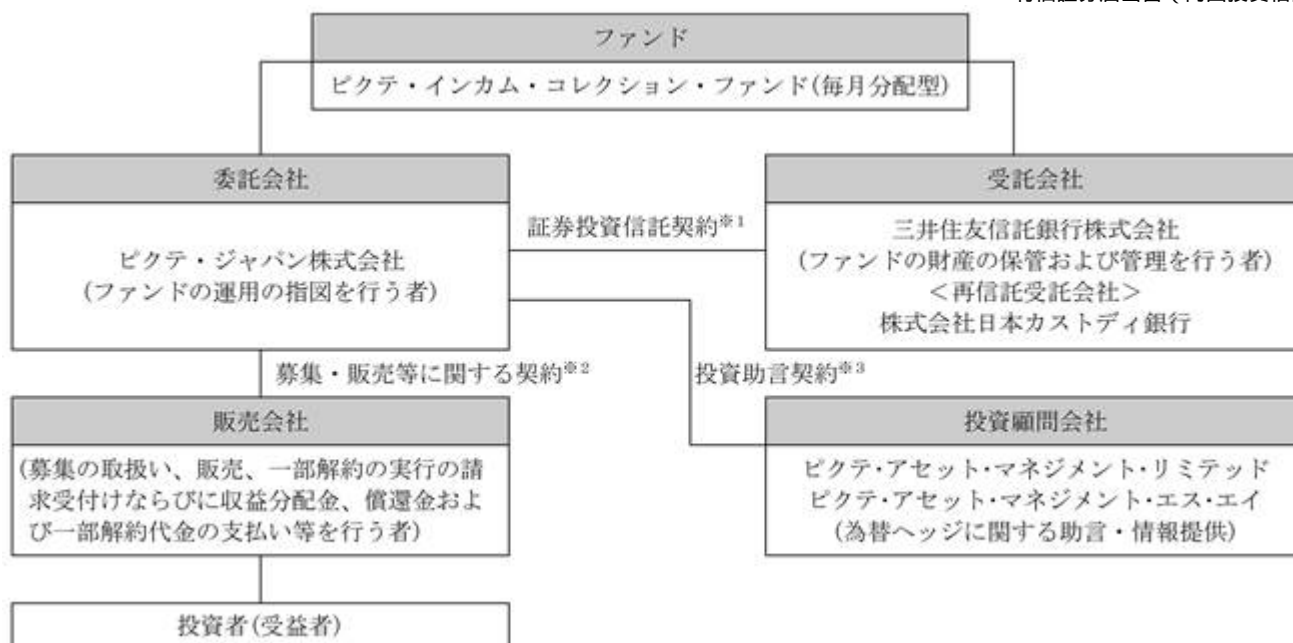 ファンド
ピクテ・インカム・コレクション・ファンド(毎月分配型)
委託会社
ピクテ・ジャパン株式会社
(ファンドの運用の指図を行う者)
証券投資信託契約※1
受託会社
三井住友信託銀行株式会社
(ファンドの財産の保管および管理を行う者)
<再信託受託会社>
株式会社日本カストディ銀行
募集・販売等に関する契約※2
投資助言契約※3
販売会社
(募集の取扱い、販売、一部解約の実行の請
求受付けならびに収益分配金、償還金およ
び一部解約代金の支払い等を行う者)
投資顧問会社
ピクテ・アセット・マネジメント・リミテッド
ピクテ・アセット・マネジメント・エス・エイ
(為替ヘッジに関する助言・情報提供)
投資者(受益者)